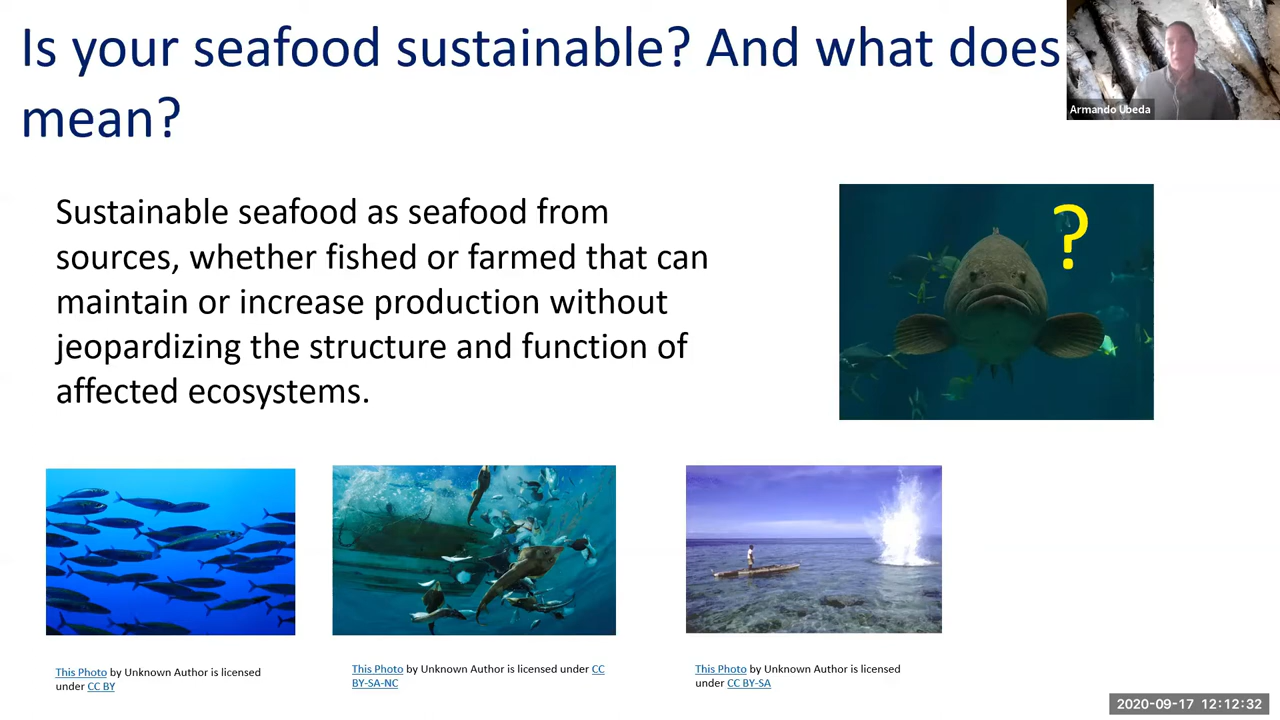 Is your seafood sustainable? And what does
mean?
Armando Ubeda
Sustainable seafood as seafood from
sources, whether fished or farmed that can
maintain or increase production without
jeopardizing the structure and function of
affected ecosystems.
?
This Photo by Unknown Author is licensed
under CC BY
This Photo by Unknown Author is licensed under CC
BY-SA-NC
This Photo by Unknown Author is licensed
under CC BY-SA
2020-09-17 12:12:32